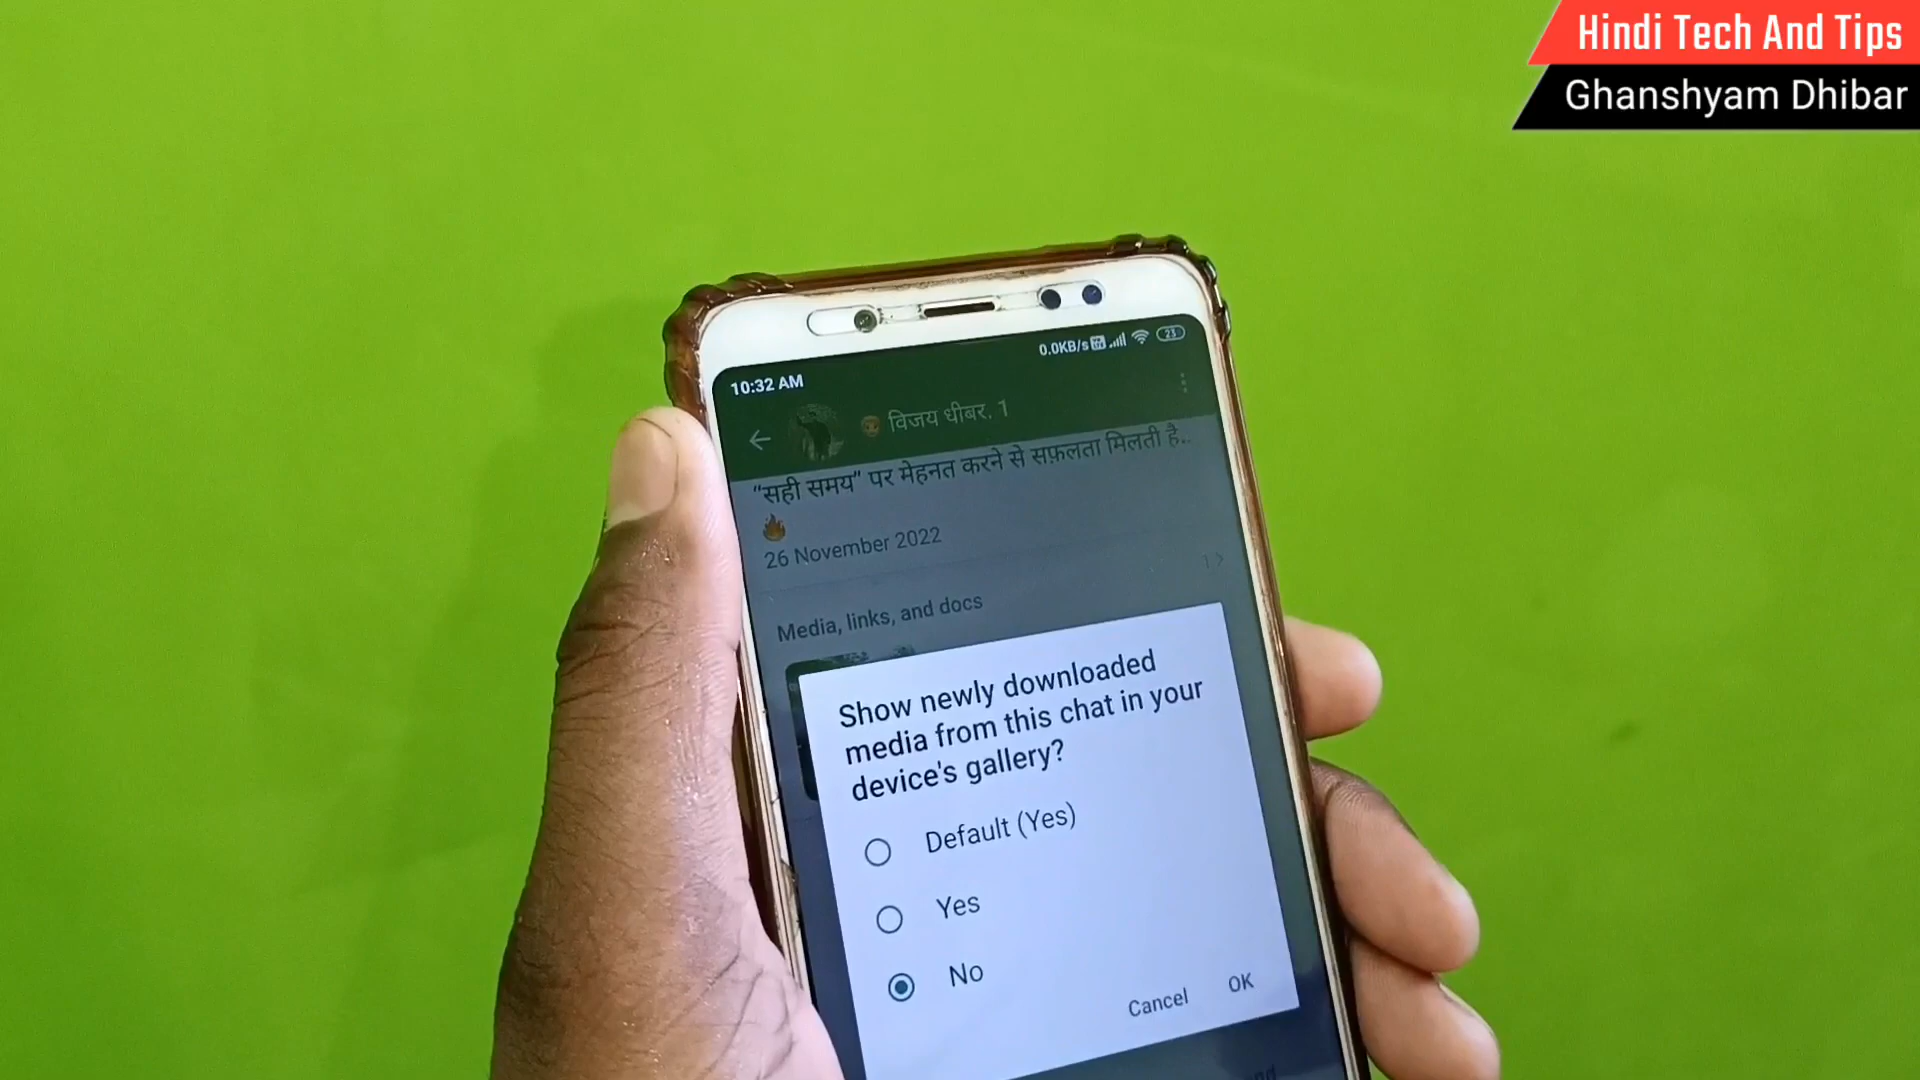 Hindi Tech And Tips
Ghanshyam Dhibar
0.0KB/s
23
10:32 AM
विजय धीबर. 1
“सही समय” पर मेहनत करने से सफ़लता मिलती है..
26 November 2022
1
Media, links, and docs
Show newly downloaded
media from this chat in your
device's gallery?
Default (Yes)
Yes
No
Cancel
OK